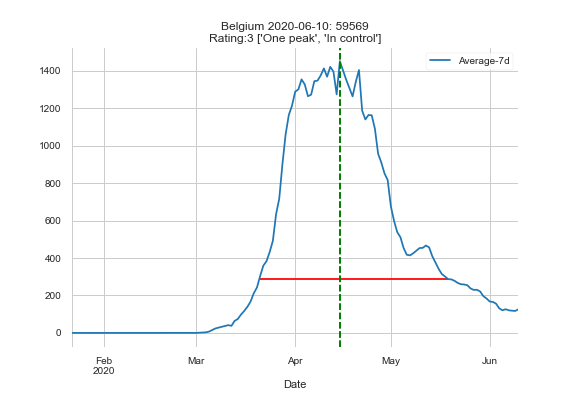 Belgium 2020-06-10: 59569
Rating:3 ['One peak', 'In control']
Average-7d
1400
1200
1000
800
600
400
200
0
Feb
2020
Mar
Apr
May
Jun
Date